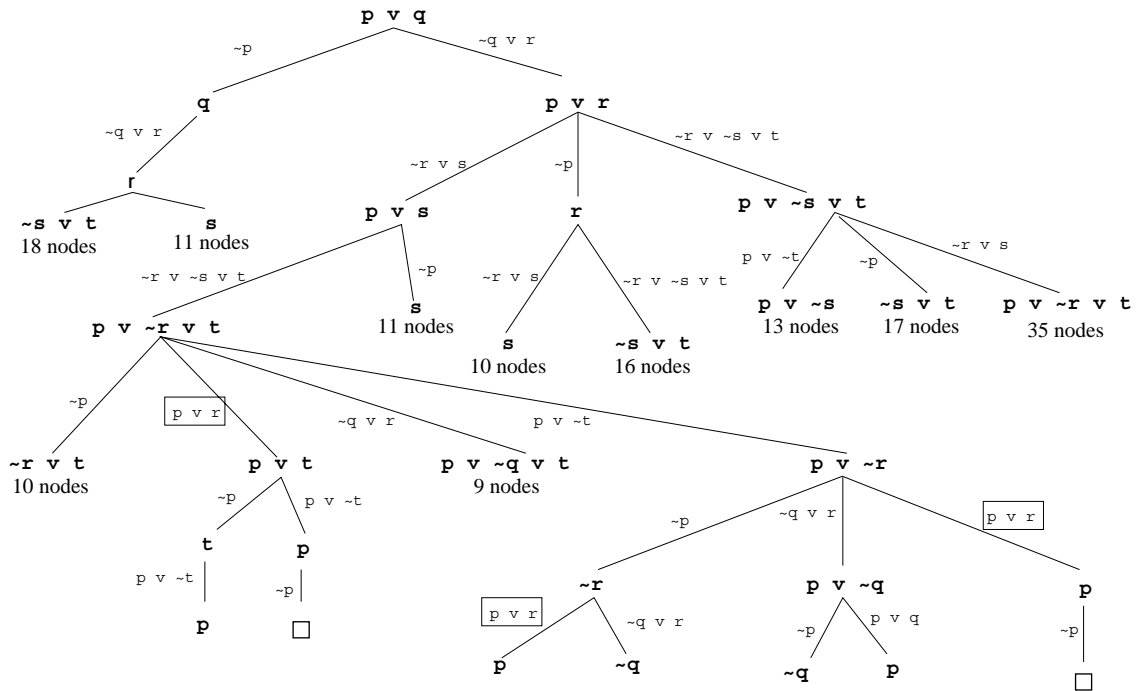 p v q
~p
~q v r
q
p v r
~q v r
~r v s
~p
~r v ~s v t
r
p v s
r
p v ~s v t
~s v t
s
18 nodes
11 nodes
~r v ~s v t
~p
~r v s
~r v ~s v t
p v ~t
~p
~r v s
s
11 nodes
p v ~s
~s v t
p v ~r v t
13 nodes
17 nodes
35 nodes
p v ~r v t
s
~s v t
10 nodes
16 nodes
~p
p v r
~q v r
p v ~t
~r v t
p v t
p v ~q v t
p v ~r
10 nodes
9 nodes
~p
p v ~t
~p
~q v r
p v r
t
p
p v ~t
~p
~r
p v ~q
p
p
p v r
~q v r
~p
p v q
~p
p
~q
~q
p